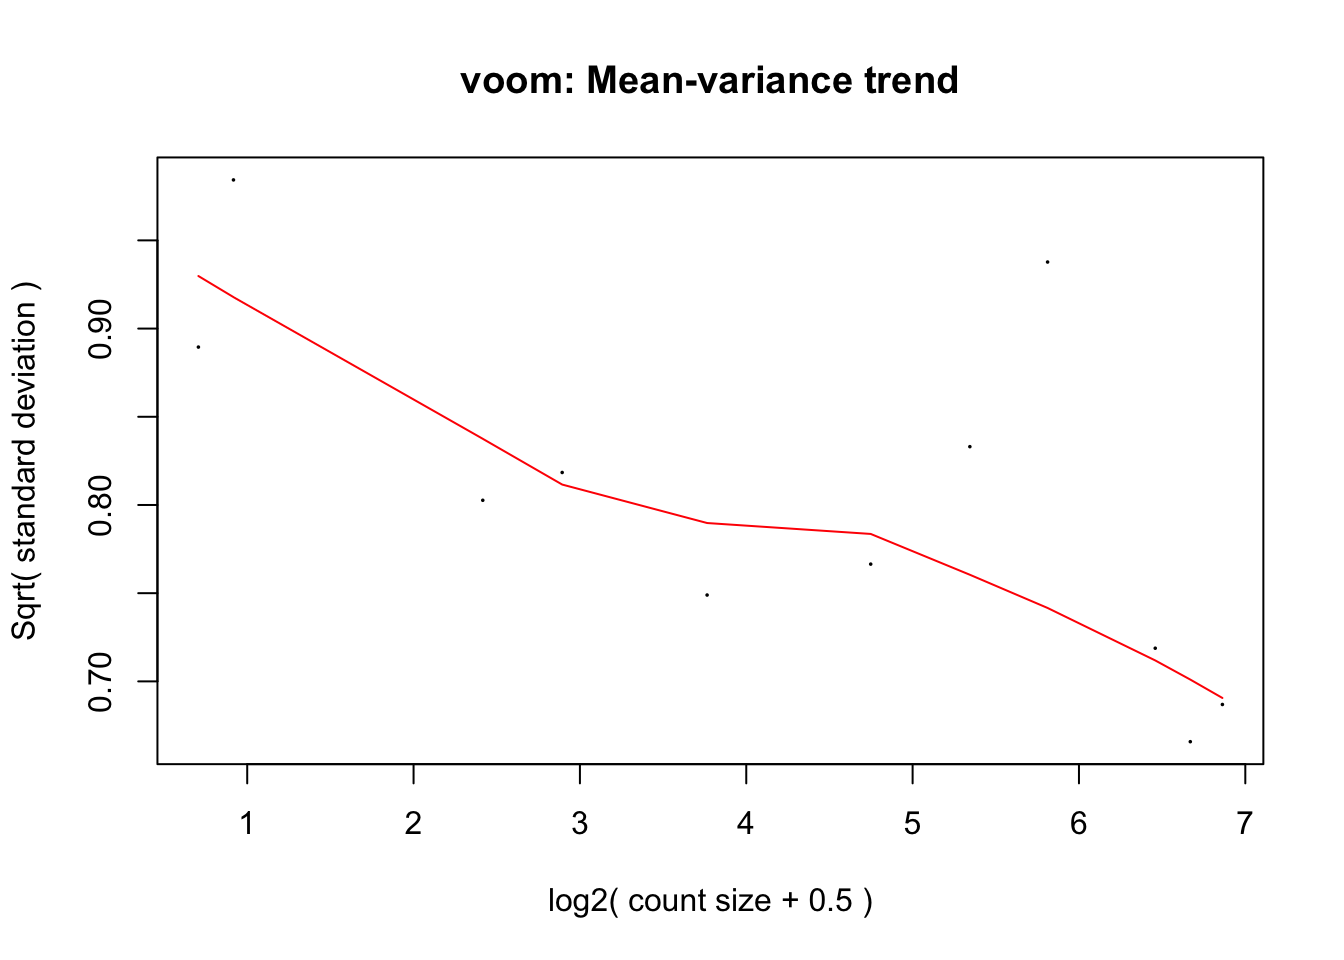 voom: Mean-variance trend
Sqrt( standard deviation )
0.90
0.80
0.70
1 2 3 4 5 6 7
log2( count size + 0.5 )